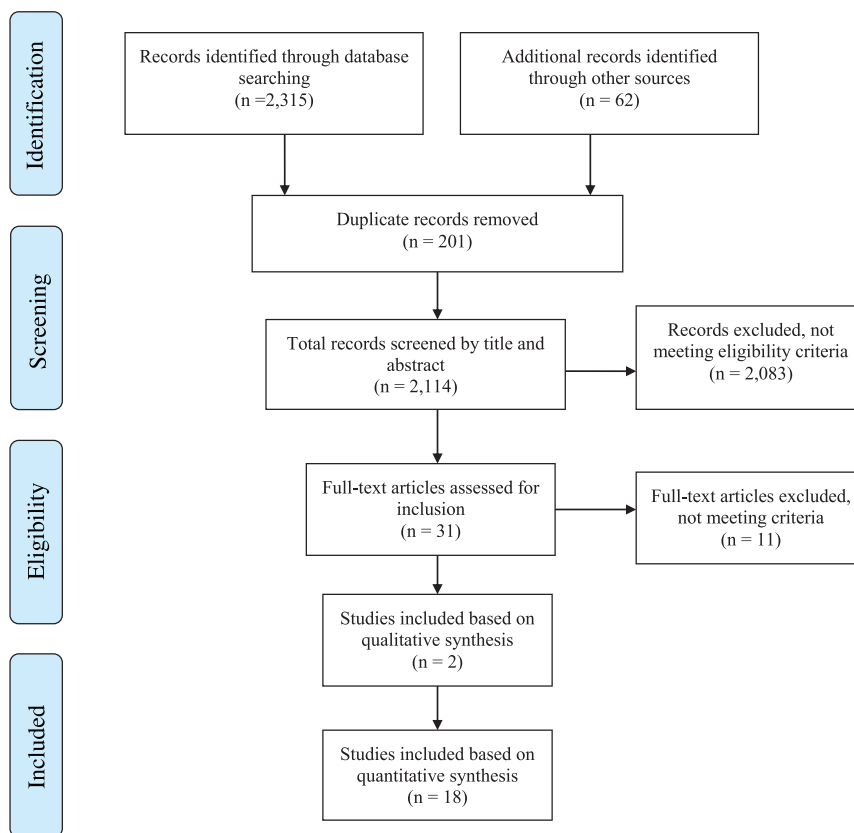 Identification
Records identified through database
searching
(n =2,315)
Additional records identified
through other sources
(n = 62)
Duplicate records removed
(n = 201)
Screening
Total records screened by title and
abstract
(n = 2,114)
Records excluded, not
meeting eligibility criteria
(n = 2,083)
Eligibility
Full-text articles assessed for
inclusion
(n = 31)
Full-text articles excluded,
not meeting criteria
(n = 11)
Studies included based on
qualitative synthesis
(n = 2)
Included
Studies included based on
quantitative synthesis
(n = 18)